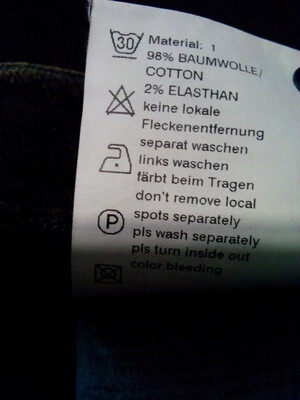 30
Material: 1
98% BAUMWOLLE/
COTTON
2% ELASTHAN
keine lokale
Fleckenentfernung
separat waschen
links waschen
färbt beim Tragen
don't remove local
P
spots separately
pls wash separately
pls turn inside out
color bleeding